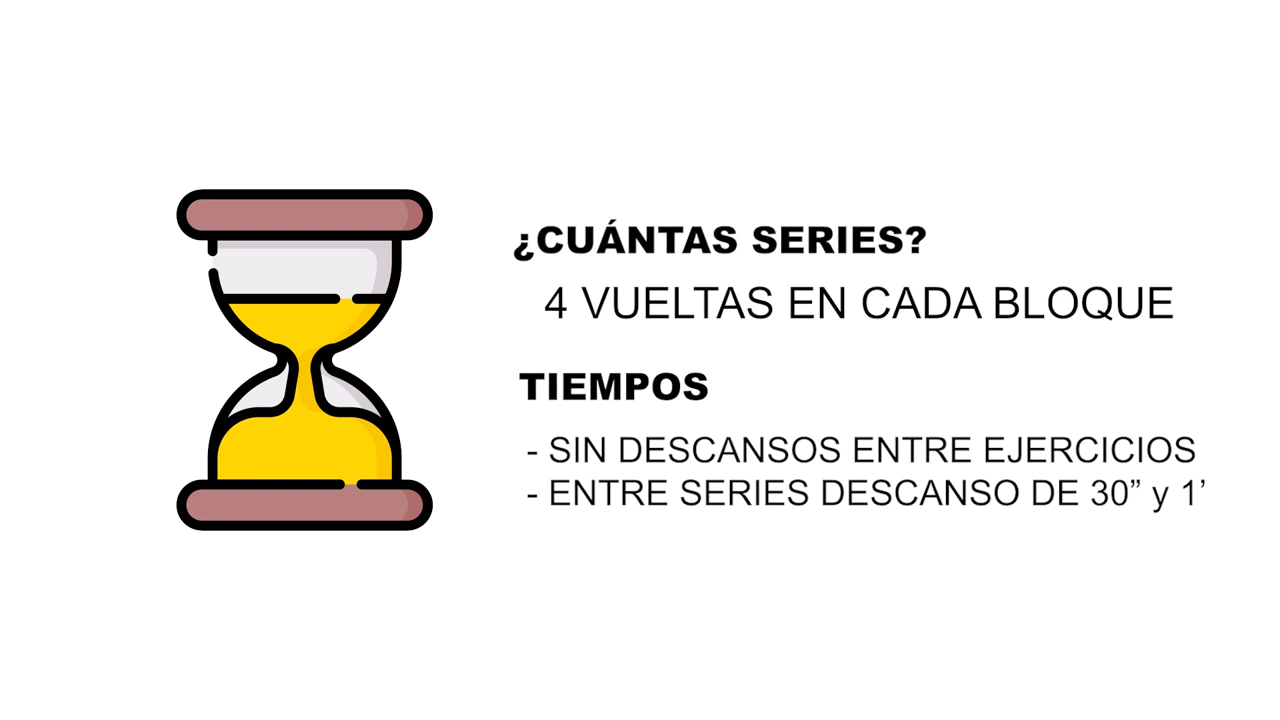 ¿CUÁNTAS SERIES?
4 VUELTAS EN CADA BLOQUE
TIEMPOS
- SIN DESCANSOS ENTRE EJERCICIOS
- ENTRE SERIES DESCANSO DE 30” y 1’